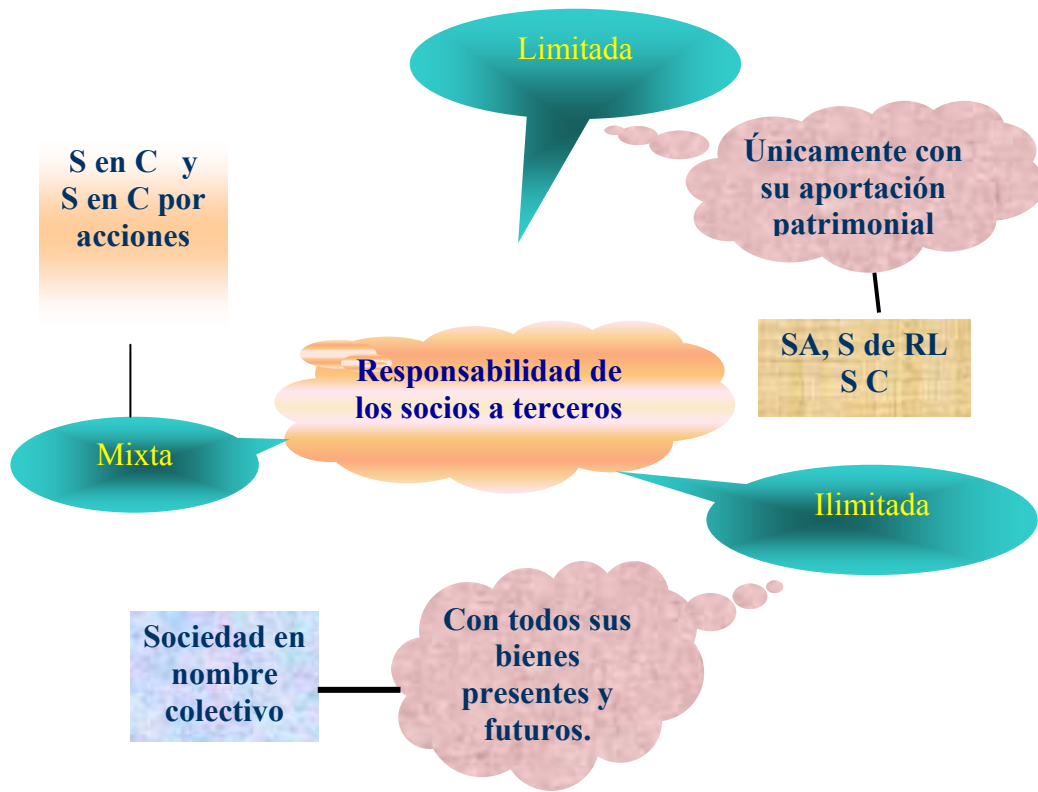 Limitada
Únicamente con
su aportación
patrimonial
S en C y
S en C por
acciones
SA, S de RL
S C
Responsabilidad de
los socios a terceros
Mixta
Ilimitada
Con todos sus
bienes
presentes y
futuros.
Sociedad en
nombre
colectivo